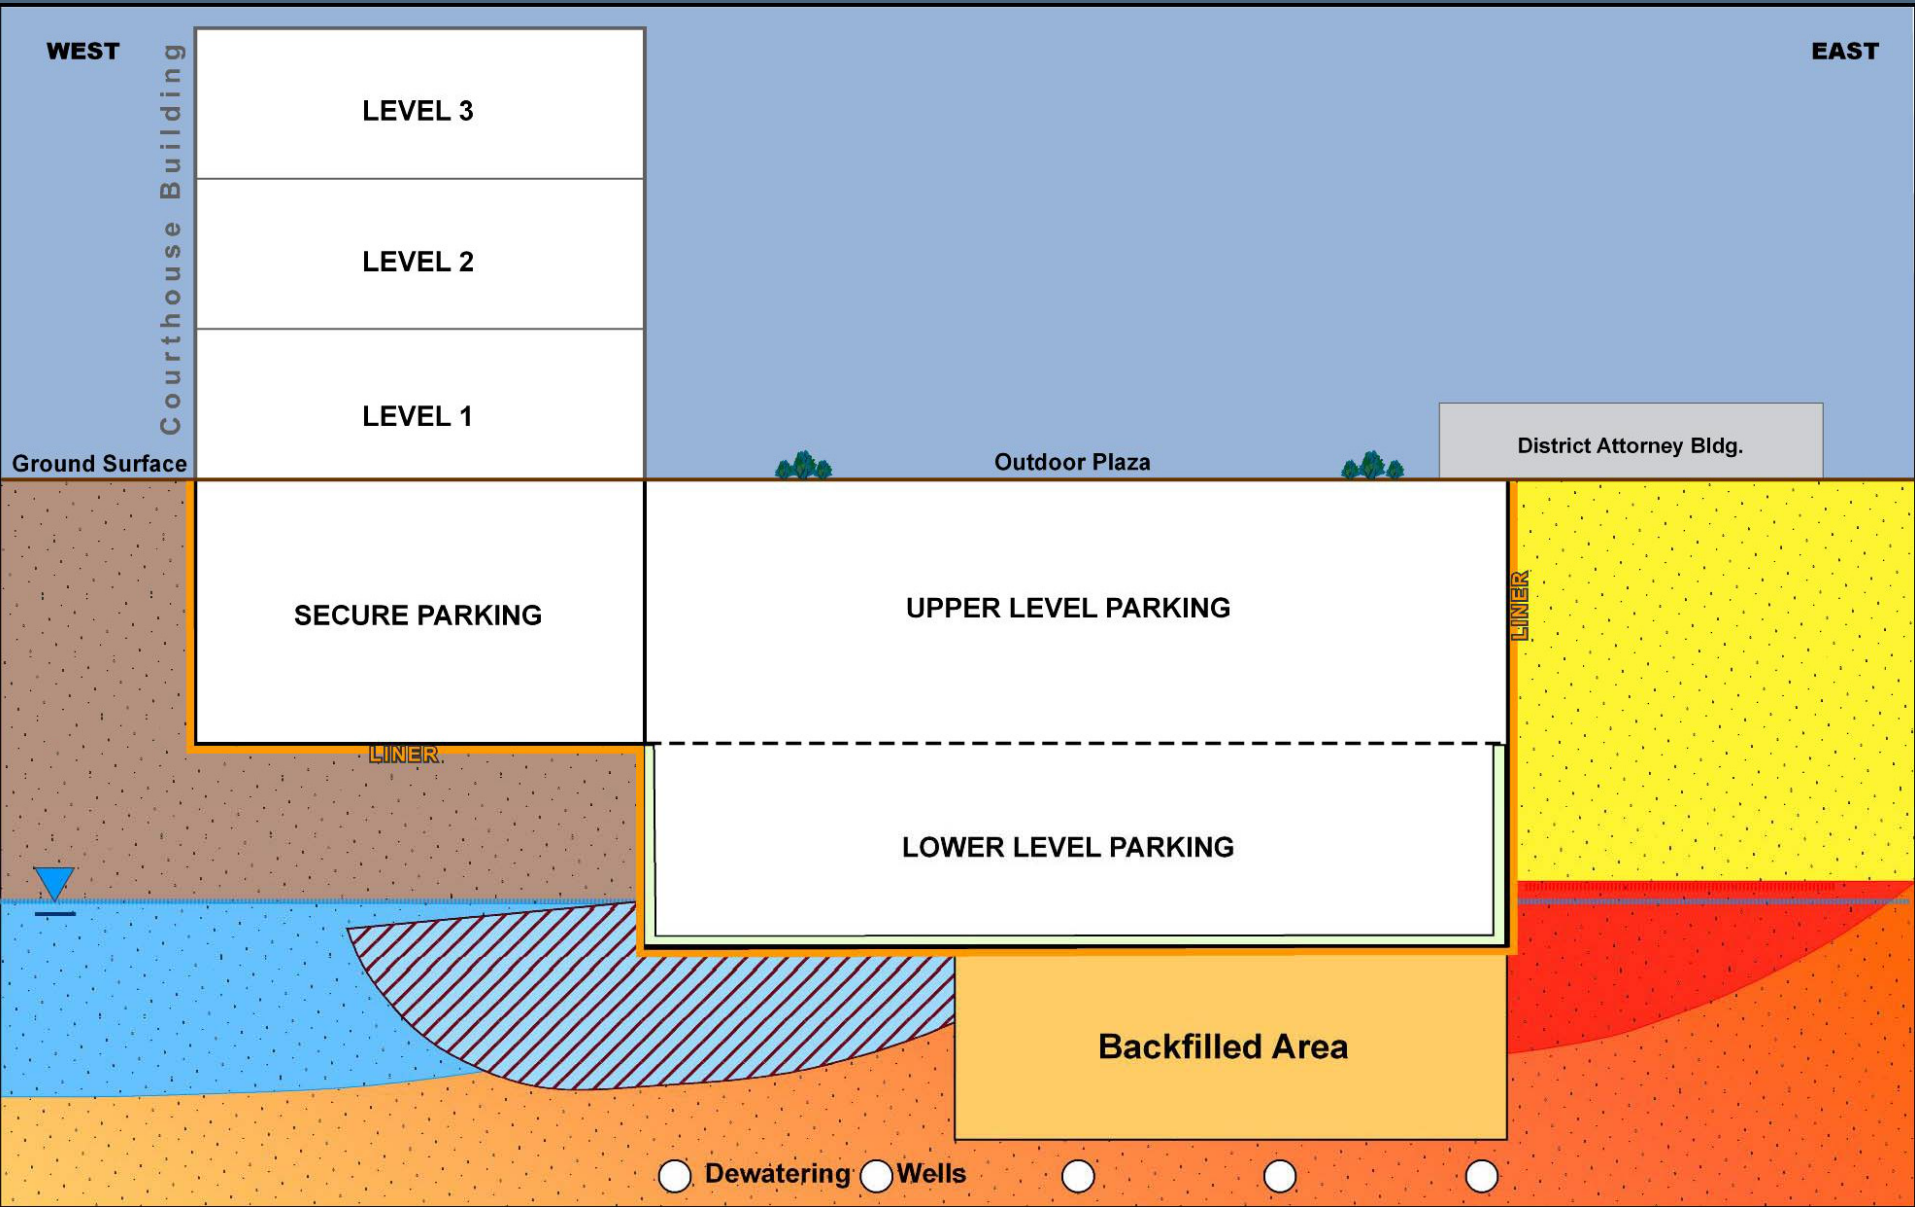 WEST
EAST
Courthouse Building
LEVEL 3
LEVEL 2
LEVEL 1
Ground Surface
Outdoor Plaza
District Attorney Bldg.
SECURE PARKING
UPPER LEVEL PARKING
LINER
LINER
LOWER LEVEL PARKING
Backfilled Area
Dewatering Wells